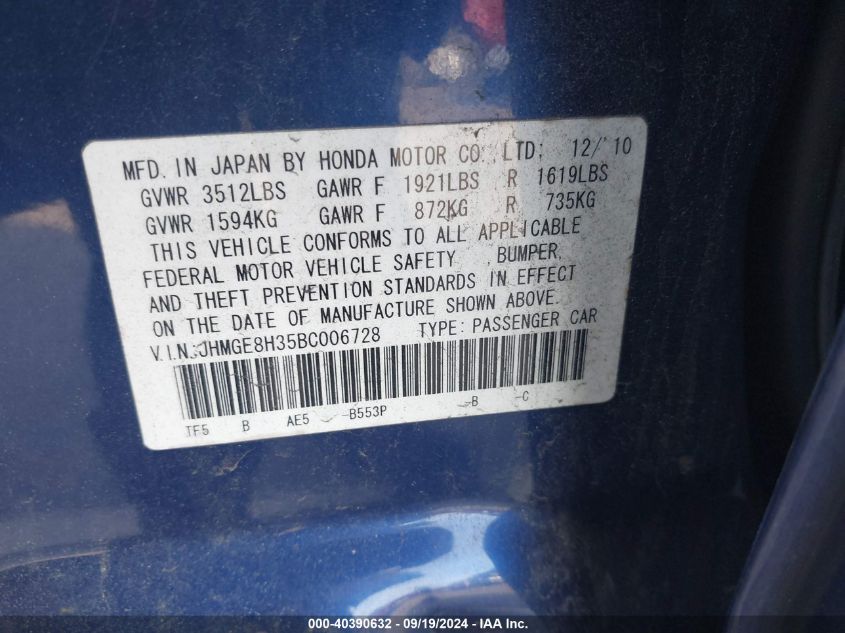 MFD. IN JAPAN BY HONDA MOTOR CO., LTD. 12/'10
GVWR 3512LBS GAWR F 1921LBS R 1619LBS
GVWR 1594KG GAWR F 872KG R 735KG
THIS VEHICLE CONFORMS TO ALL APPLICABLE
FEDERAL MOTOR VEHICLE SAFETY, BUMPER,
AND THEFT PREVENTION STANDARDS IN EFFECT
ON THE DATE OF MANUFACTURE SHOWN ABOVE.
V.I.N.:JHMGE8H35BC006728 TYPE: PASSENGER CAR
TF5 B AE5 -B553P -B -C
000-40390632 - 09/19/2024 - IAA Inc.